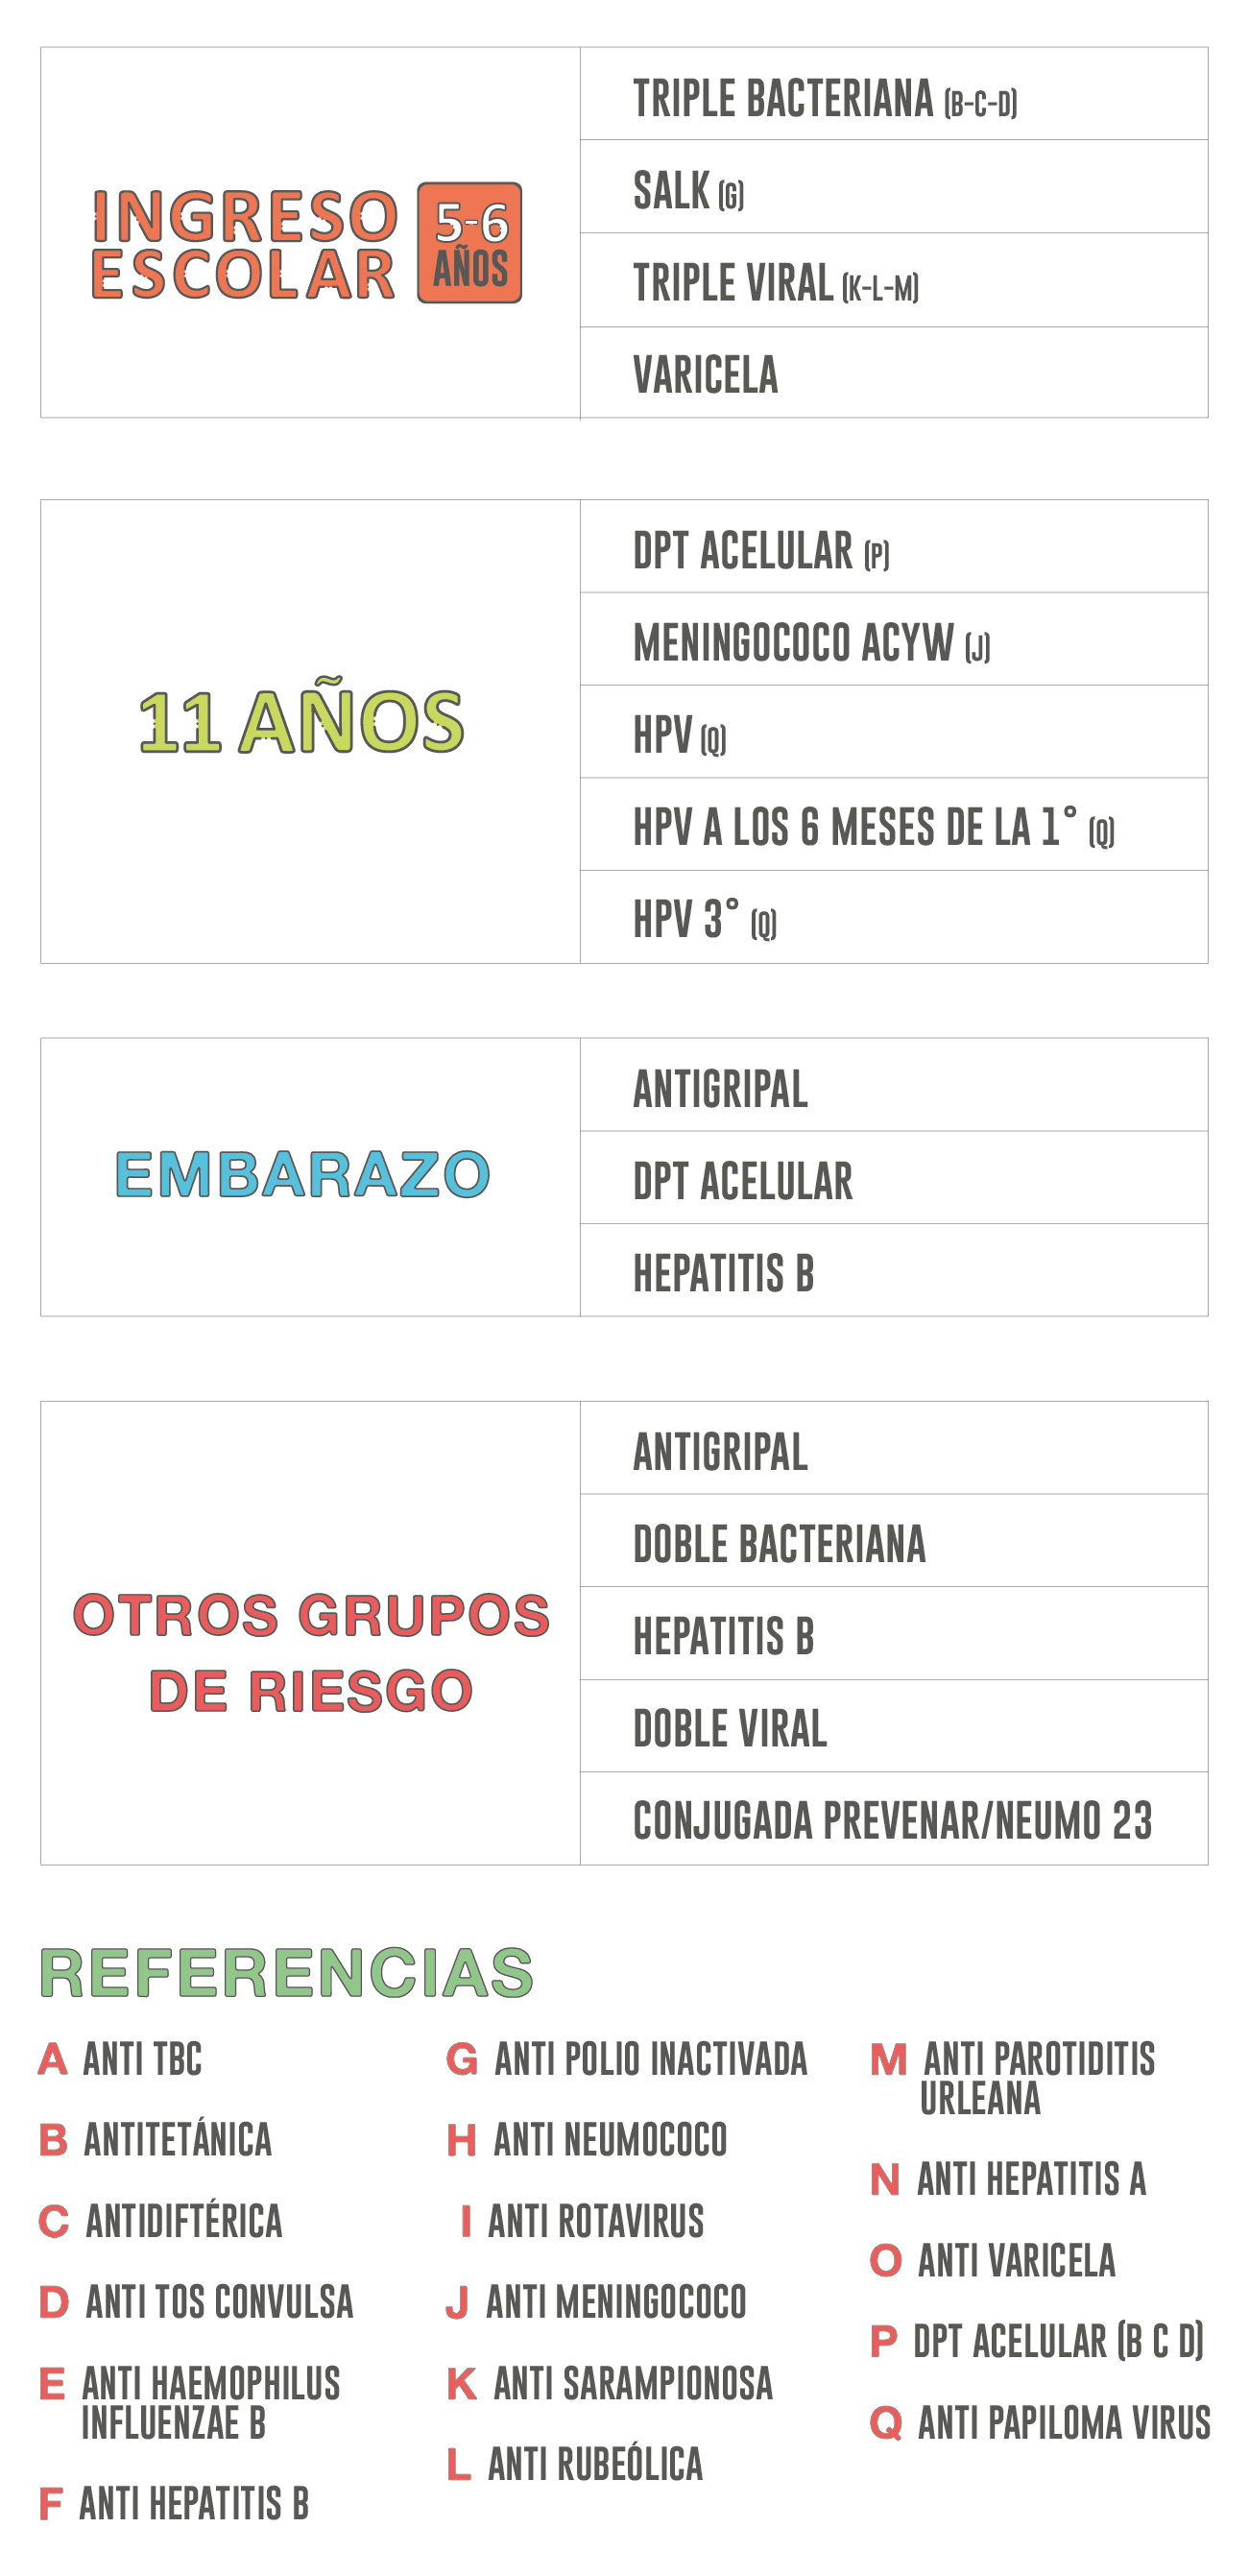 INGRESO
ESCOLAR
5-6
AÑOS
TRIPLE BACTERIANA (B-C-D)
SALK (G)
TRIPLE VIRAL (K-L-M)
VARICELA
11 AÑOS
DPT ACELULAR (P)
MENINGOCOCO ACYW (J)
HPV (Q)
HPV A LOS 6 MESES DE LA 1° (Q)
HPV 3° (Q)
EMBARAZO
ANTIGRIPAL
DPT ACELULAR
HEPATITIS B
OTROS GRUPOS
DE RIESGO
ANTIGRIPAL
DOBLE BACTERIANA
HEPATITIS B
DOBLE VIRAL
CONJUGADA PREVENAR/NEUMO 23
REFERENCIAS
A ANTI TBC
B ANTITETÁNICA
C ANTIDIFTÉRICA
D ANTI TOS CONVULSA
E ANTI HAEMOPHILUS
INFLUENZAE B
F ANTI HEPATITIS B
G ANTI POLIO INACTIVADA
H ANTI NEUMOCOCO
I ANTI ROTAVIRUS
J ANTI MENINGOCOCO
K ANTI SARAMPIONOSA
L ANTI RUBEÓLICA
M ANTI PAROTIDITIS
URLEANA
N ANTI HEPATITIS A
O ANTI VARICELA
P DPT ACELULAR (B C D)
Q ANTI PAPILOMA VIRUS